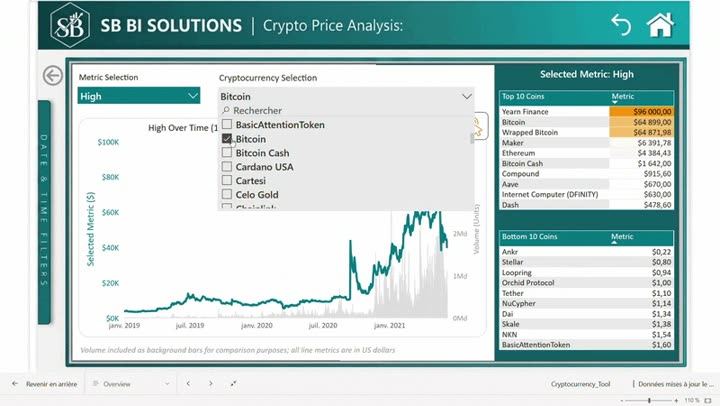 SB
SB BI SOLUTIONS | Crypto Price Analysis:
DATE & TIME FILTERS
Metric Selection
High
Cryptocurrency Selection
Bitcoin
Rechercher
BasicAttentionToken
Bitcoin
Bitcoin Cash
Cardano USA
Cartesi
Celo Gold
Chainlink
High Over Time (1
Selected Metric ($)
$100K
$80K
$60K
$40K
$20K
$0K
2Md
1Md
0Md
Volume (Units)
janv. 2019
juil. 2019
janv. 2020
juil. 2020
janv. 2021
Volume included as background bars for comparison purposes; all line metrics are in US dollars
Selected Metric: High
Top 10 Coins Metric
Yearn Finance $96 000,00
Bitcoin $64 899,00
Wrapped Bitcoin $64 871,98
Maker $6 391,78
Ethereum $4 384,43
Bitcoin Cash $1 642,00
Compound $915,60
Aave $670,00
Internet Computer (DFINITY) $630,00
Dash $478,60
Bottom 10 Coins Metric
Ankr $0,22
Stellar $0,80
Loopring $0,94
Orchid Protocol $1,00
Tether $1,10
NuCypher $1,14
Dai $1,34
Skale $1,38
NKN $1,54
BasicAttentionToken $1,60
Revenir en arrière
Overview
Cryptocurrency_Tool
Données mises à jour le ...
110 %